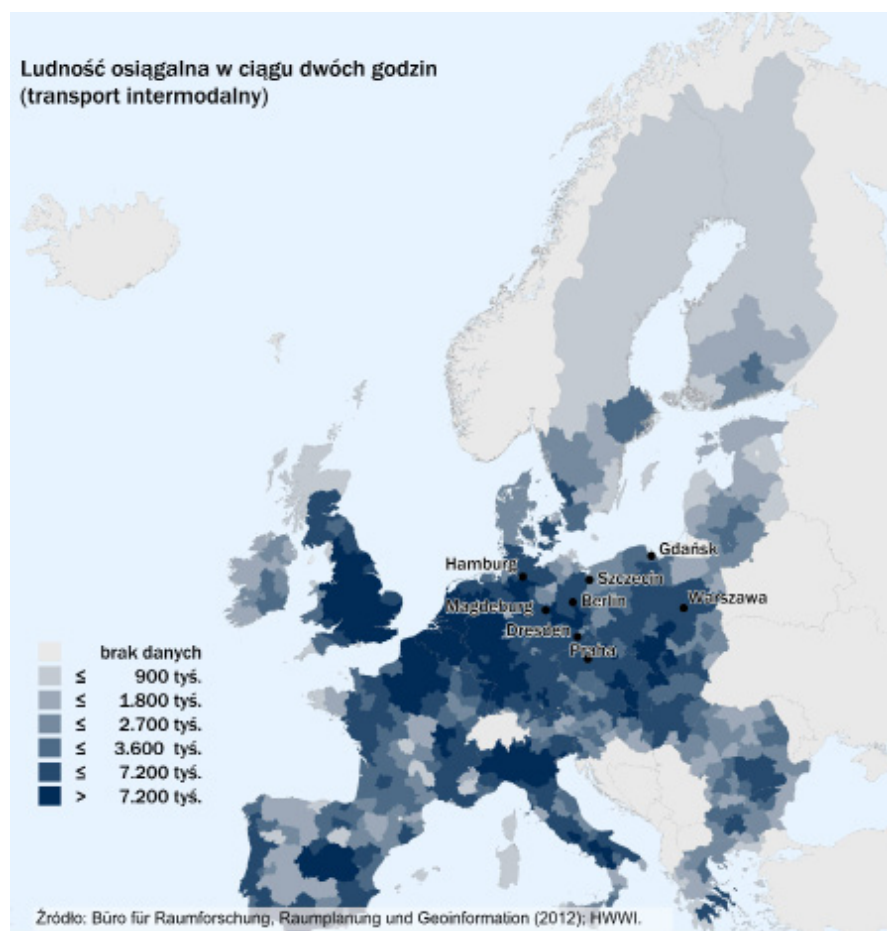 Ludność osiągalna w ciągu dwóch godzin
(transport intermodalny)
Gdańsk
Hamburg
Szczecin
Berlin
Warszawa
Magdeburg
Dresden
Praha
brak danych
≤ 900 tyś.
≤ 1.800 tyś.
≤ 2.700 tyś.
≤ 3.600 tyś.
≤ 7.200 tyś.
> 7.200 tyś.
Źródło: Büro für Raumforschung, Raumplanung und Geoinformation (2012); HWWI.